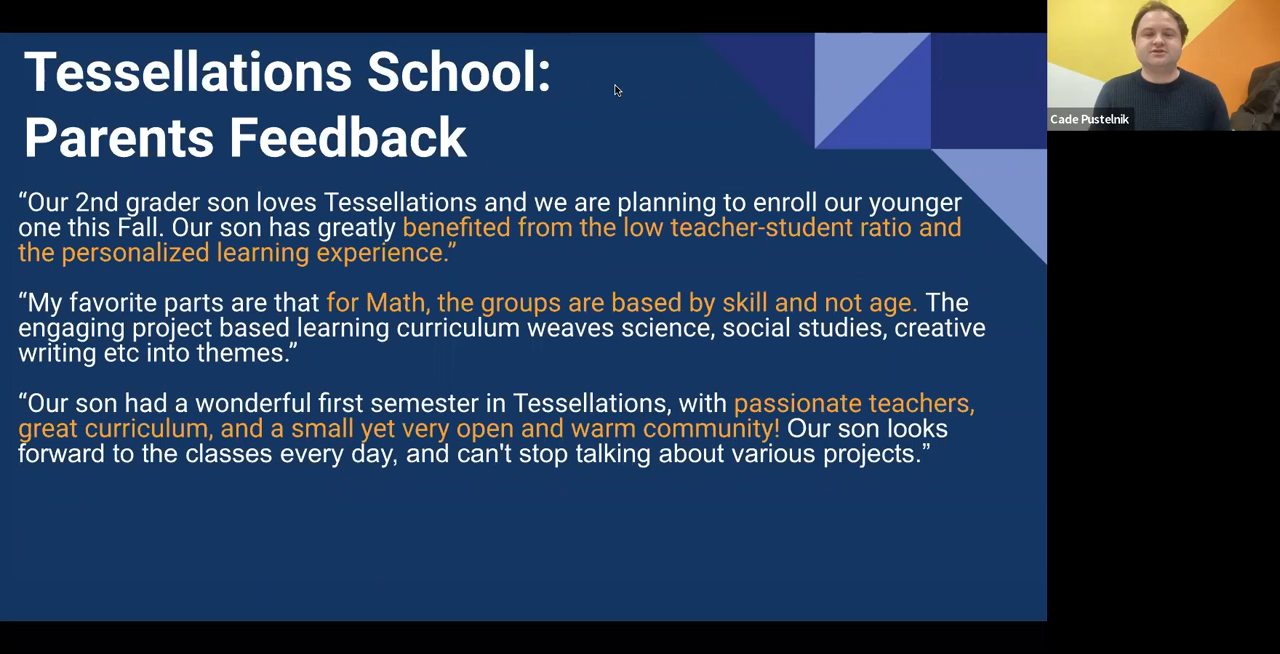 Tessellations School:
Parents Feedback
“Our 2nd grader son loves Tessellations and we are planning to enroll our younger
one this Fall. Our son has greatly benefited from the low teacher-student ratio and
the personalized learning experience.”
“My favorite parts are that for Math, the groups are based by skill and not age. The
engaging project based learning curriculum weaves science, social studies, creative
writing etc into themes.”
“Our son had a wonderful first semester in Tessellations, with passionate teachers,
great curriculum, and a small yet very open and warm community! Our son looks
forward to the classes every day, and can't stop talking about various projects.”
Cade Pustelnik